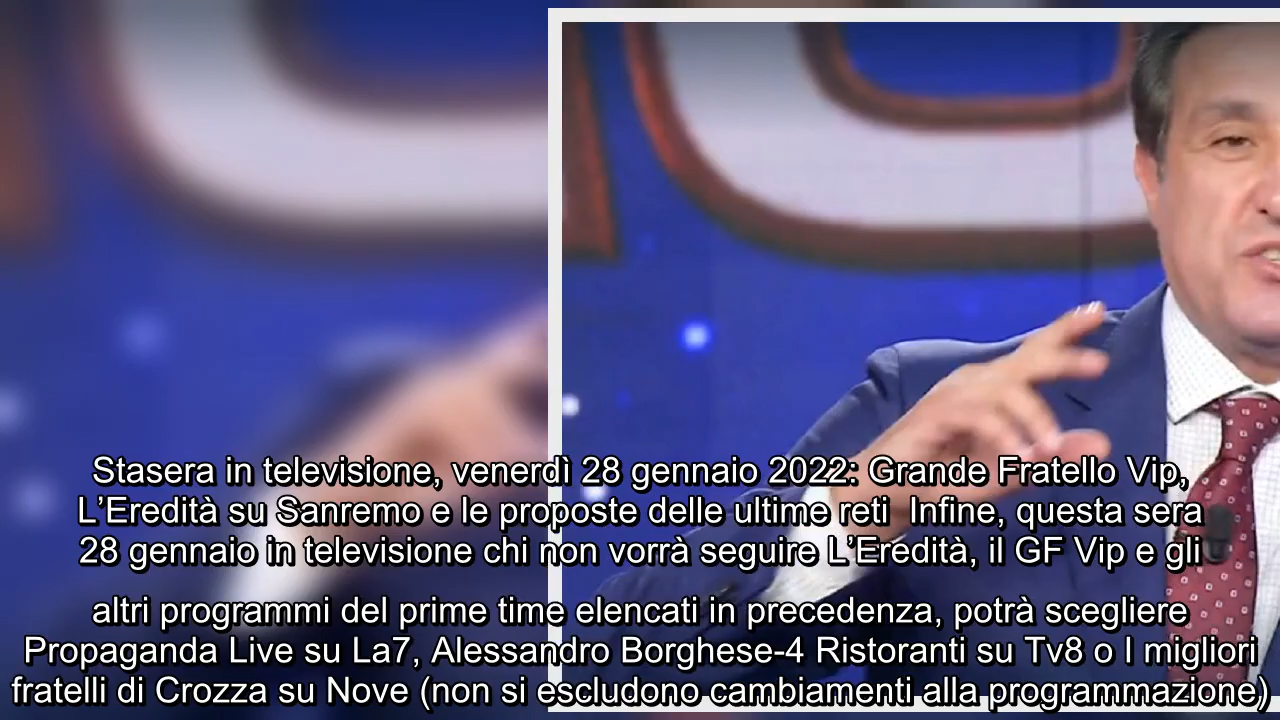 Stasera in televisione, venerdì 28 gennaio 2022: Grande Fratello Vip,
L’Eredità su Sanremo e le proposte delle ultime reti  Infine, questa sera
28 gennaio in televisione chi non vorrà seguire L’Eredità, il GF Vip e gli
altri programmi del prime time elencati in precedenza, potrà scegliere
Propaganda Live su La7, Alessandro Borghese-4 Ristoranti su Tv8 o I migliori
fratelli di Crozza su Nove (non si escludono cambiamenti alla programmazione)